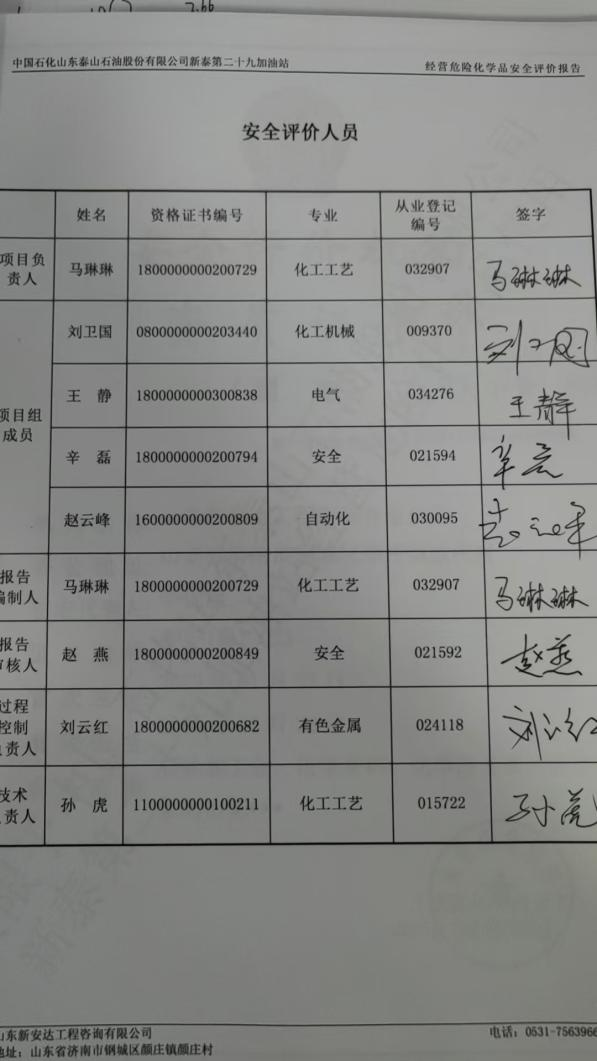 2.66
中国石化山东泰山石油股份有限公司新泰第二十九加油站 经营危险化学品安全评价报告
安全评价人员
姓名 资格证书编号 专业 从业登记编号 签字
项目负责人 马琳琳 1800000000200729 化工工艺 032907 马琳琳
项目组成员 刘卫国 0800000000203440 化工机械 009370 刘卫国
王 静 1800000000300838 电气 034276 王静
辛 磊 1800000000200794 安全 021594 辛磊
赵云峰 1600000000200809 自动化 030095
报告编制人 马琳琳 1800000000200729 化工工艺 032907 马琳琳
报告审核人 赵 燕 1800000000200849 安全 021592 赵燕
过程控制负责人 刘云红 1800000000200682 有色金属 024118 刘云红
技术负责人 孙 虎 1100000000100211 化工工艺 015722 孙虎
山东新安达工程咨询有限公司 电话：0531-7563966
地址：山东省济南市钢城区颜庄镇颜庄村